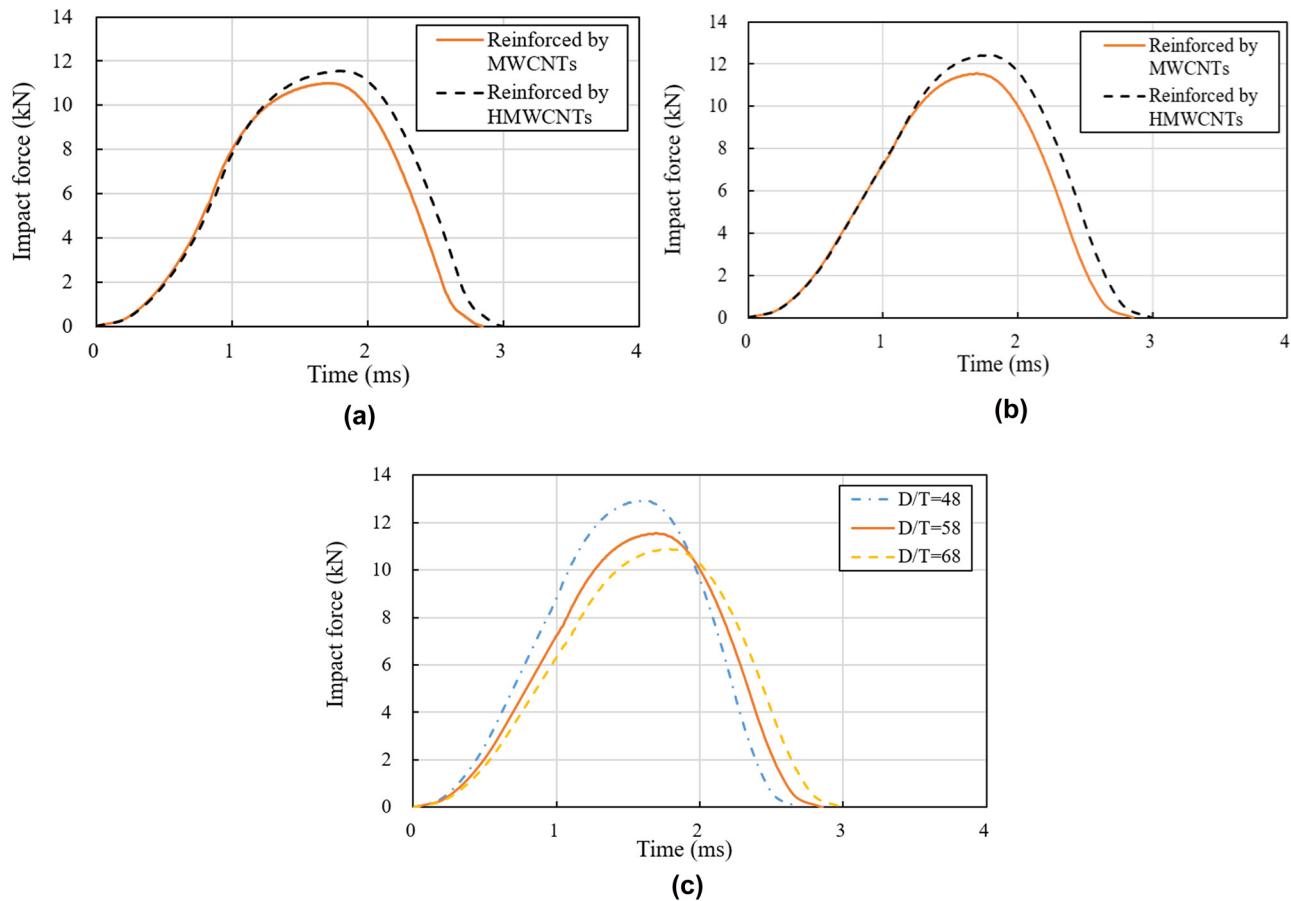 14
12
10
8
6
4
2
0
Impact force (kN)
Reinforced by
MWCNTs
Reinforced by
HMWCNTs
0 1 2 3 4
Time (ms)
(a)
14
12
10
8
6
4
2
0
Impact force (kN)
Reinforced by
MWCNTs
Reinforced by
HMWCNTs
0 1 2 3 4
Time (ms)
(b)
14
12
10
8
6
4
2
0
Impact force (kN)
D/T=48
D/T=58
D/T=68
0 1 2 3 4
Time (ms)
(c)